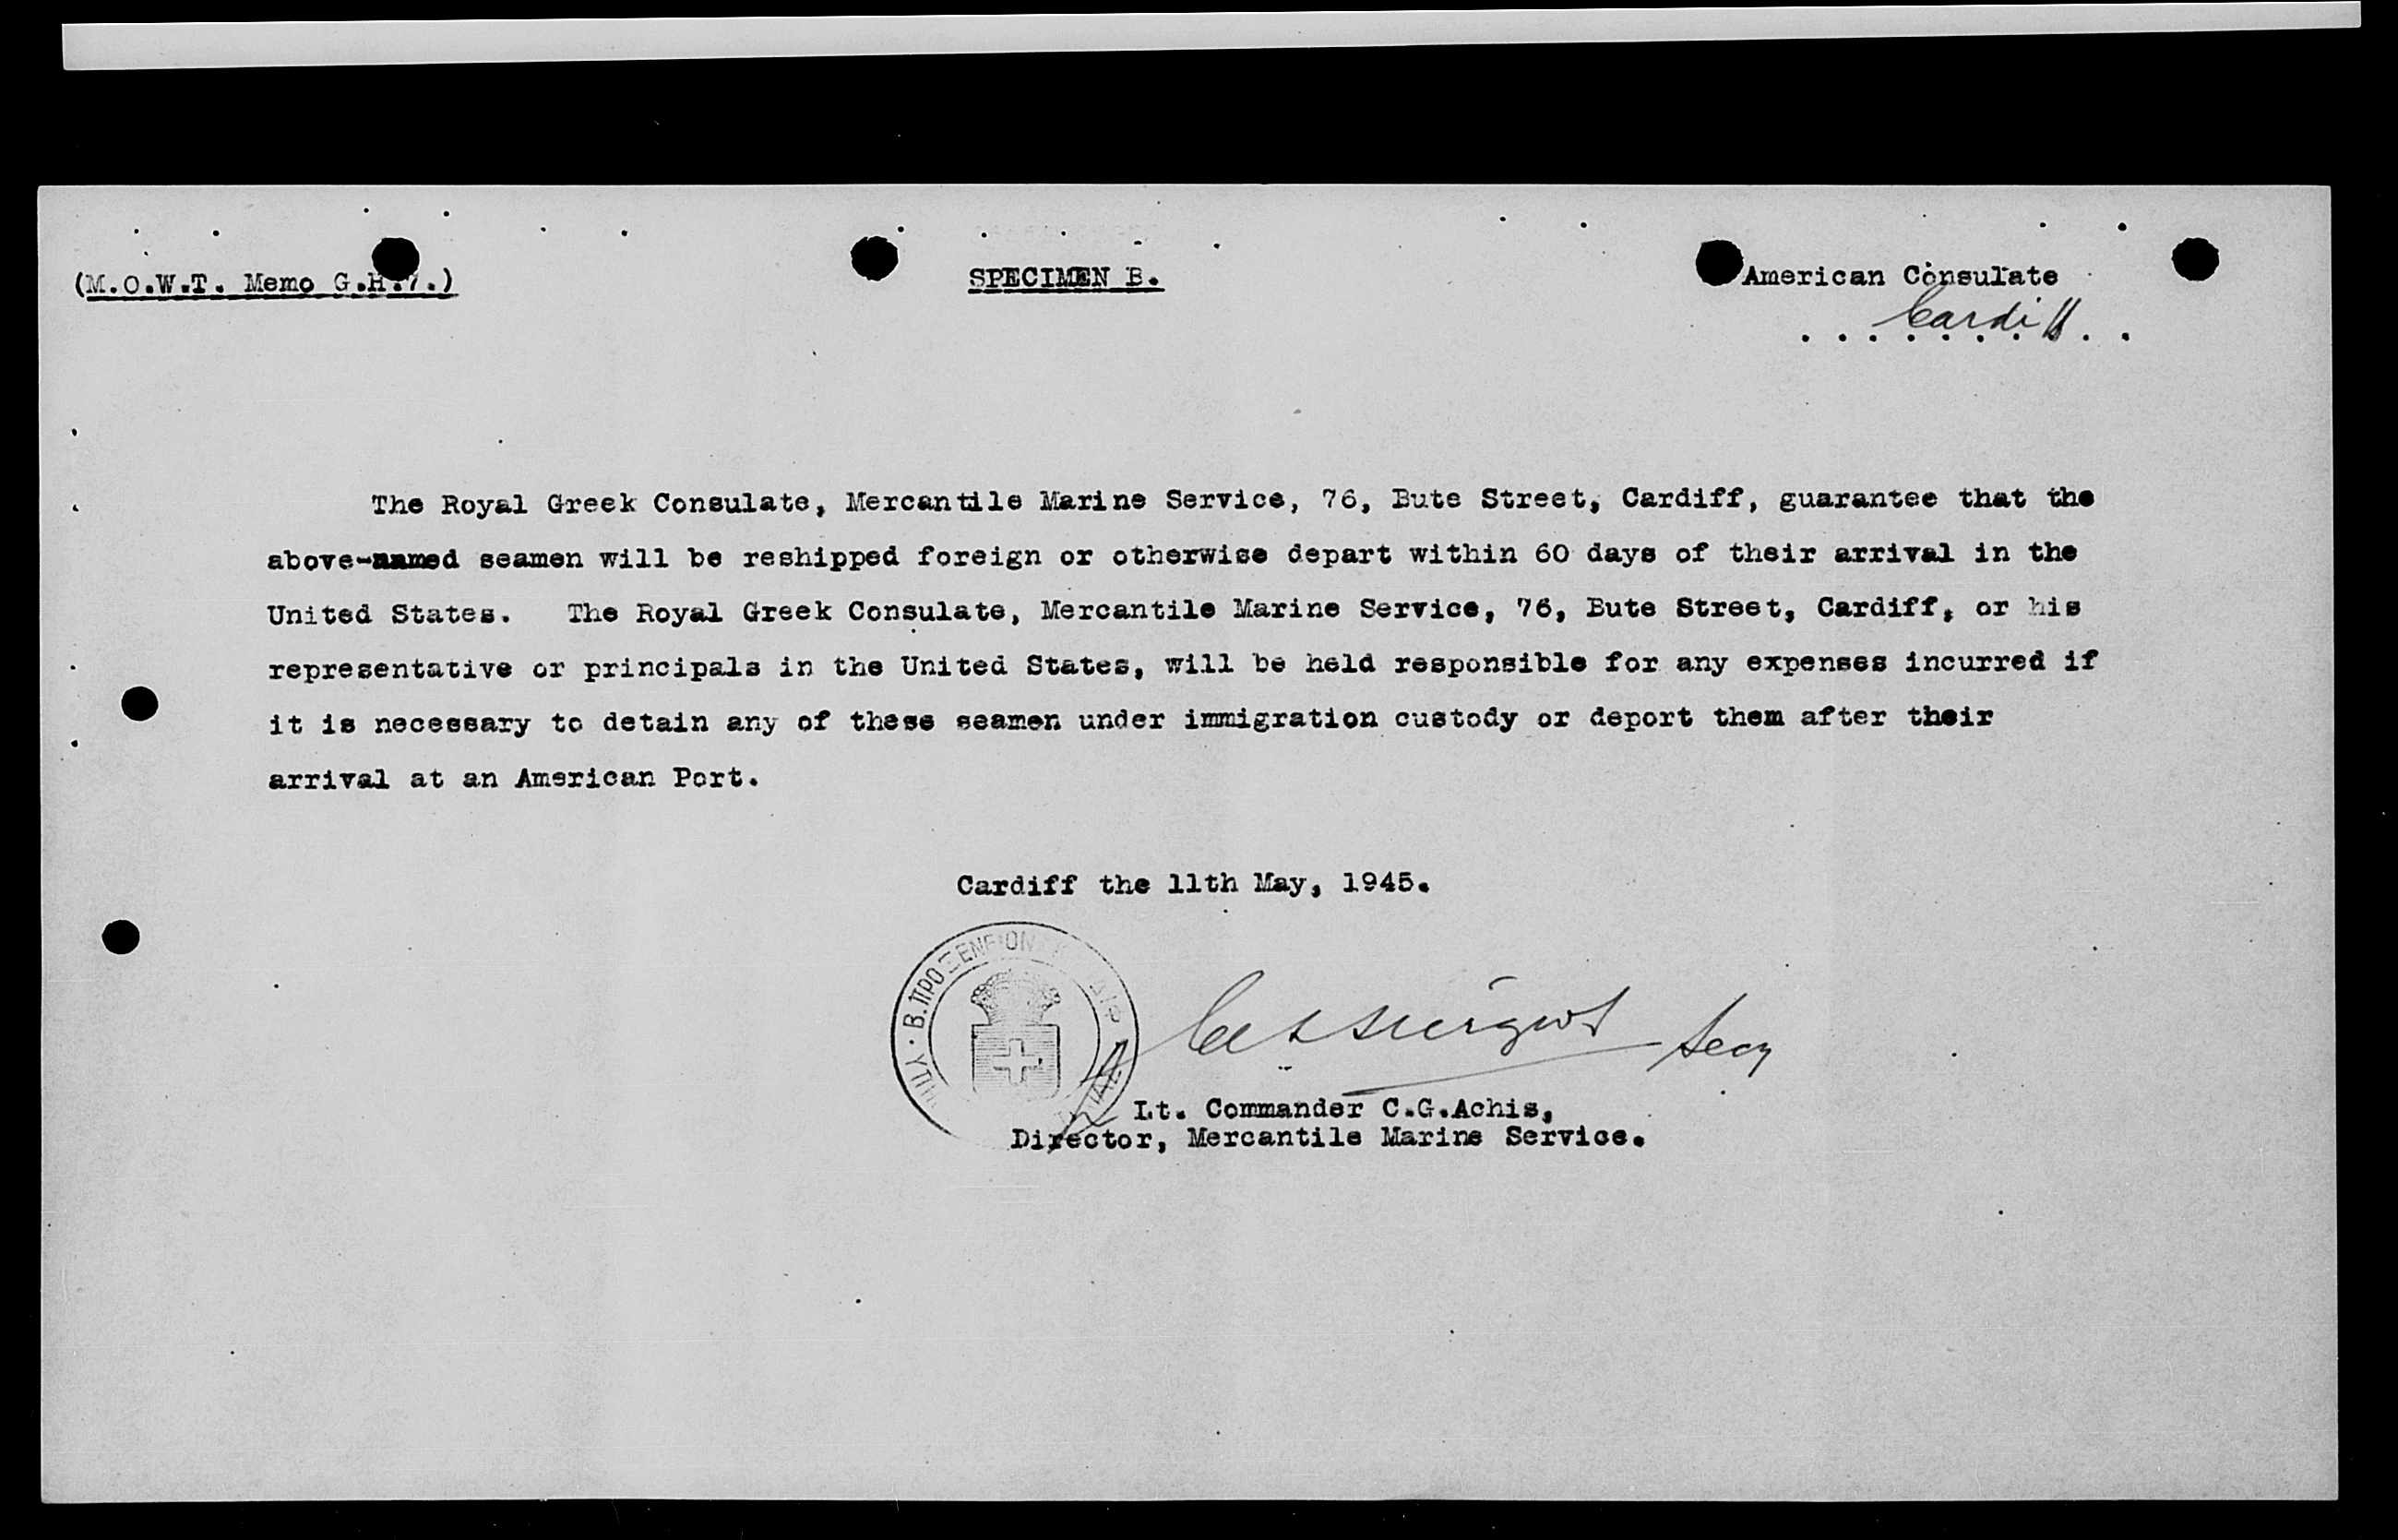 (M.O.W.T. Memo G.H.7.)
SPECIMEN B.
American Consulate
Cardiff
The Royal Greek Consulate, Mercantile Marine Service, 76, Bute Street, Cardiff, guarantee that the
above-named seamen will be reshipped foreign or otherwise depart within 60 days of their arrival in the
United States. The Royal Greek Consulate, Mercantile Marine Service, 76, Bute Street, Cardiff, or his
representative or principals in the United States, will be held responsible for any expenses incurred if
it is necessary to detain any of these seamen under immigration custody or deport them after their
arrival at an American Port.
Cardiff the 11th May, 1945.
Β. ΠΡΟΞΕΝΕΙΟΝ
Secy
Lt. Commander C.G.Achis,
Director, Mercantile Marine Service.